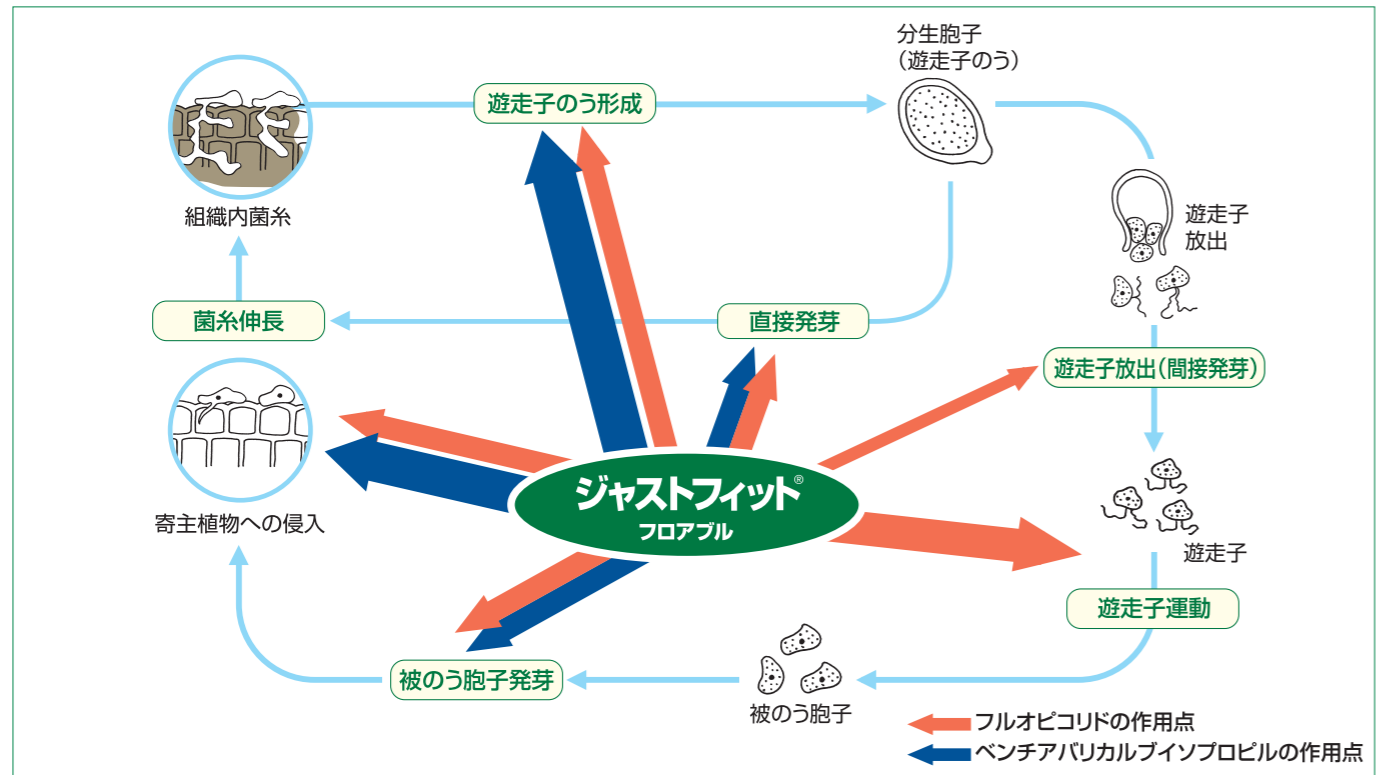 分生胞子
(遊走子のう)
遊走子のう形成
組織内菌糸
遊走子
放出
菌糸伸長
直接発芽
遊走子放出(間接発芽)
寄主植物への侵入
ジャストフィット®
フロアブル
遊走子
遊走子運動
被のう胞子発芽
被のう胞子
フルオピコリドの作用点
ベンチアバリカルブイソプロピルの作用点